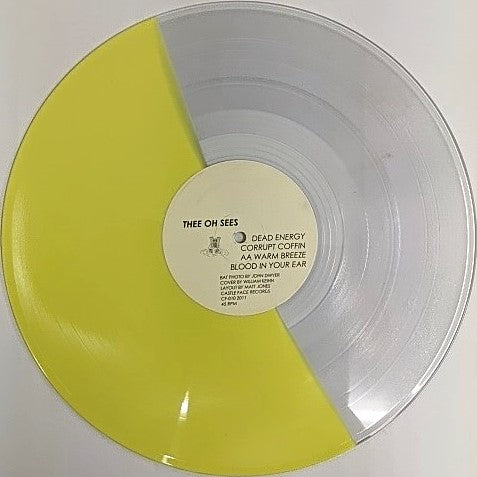 THEE OH SEES
DEAD ENERGY
CORRUPT COFFIN
AA WARM BREEZE
BLOOD IN YOUR EAR
BAT PHOTO BY JOHN DWYER
COVER BY WILLIAM KEIHN
LAYOUT BY MATT JONES
CASTLE FACE RECORDS
CF-010 2011
45 RPM